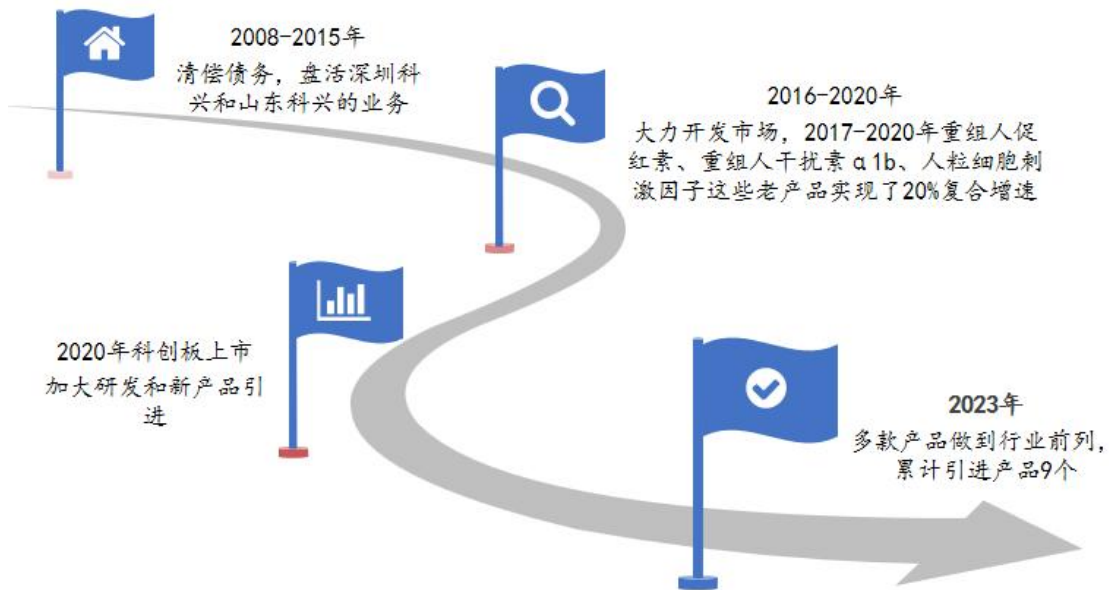 2008-2015年
清偿债务，盘活深圳科
兴和山东科兴的业务
2016-2020年
大力开发市场，2017-2020年重组人促
红素、重组人干扰素α1b、人粒细胞刺
激因子这些老产品实现了20%复合增速
2020年科创板上市
加大研发和新产品引
进
2023年
多款产品做到行业前列，
累计引进产品9个